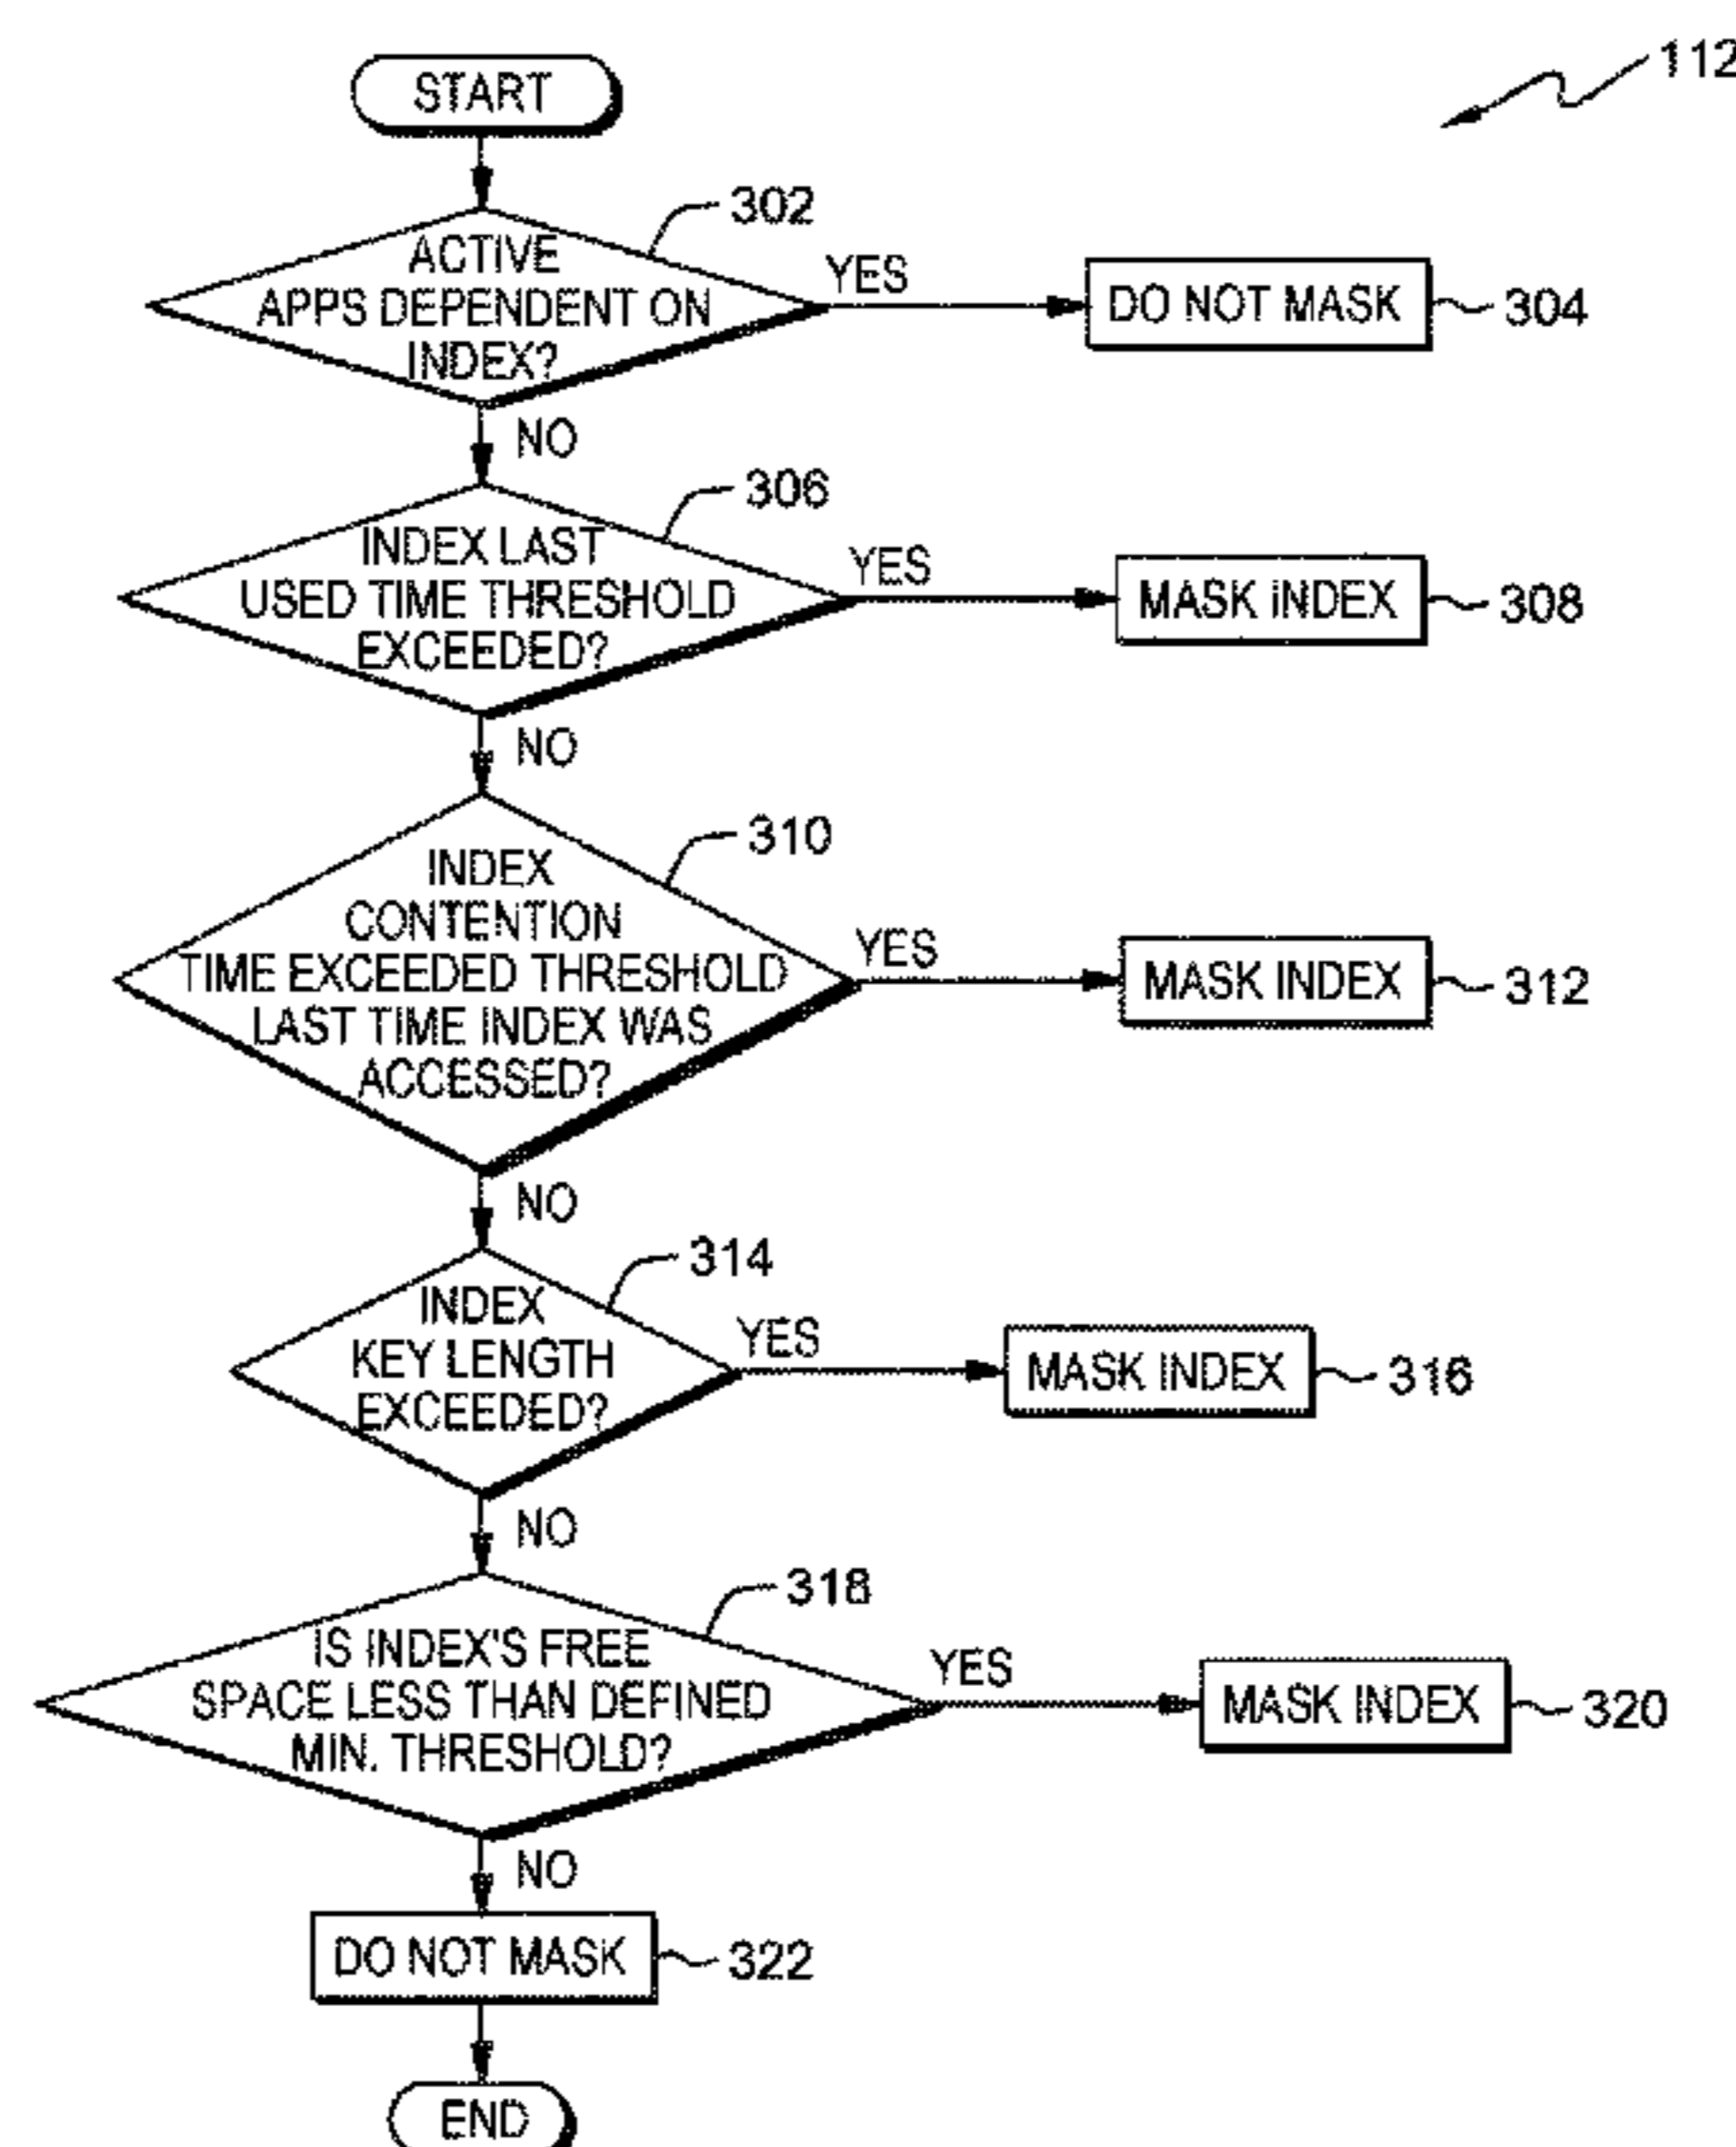 112
START
302
ACTIVE
APPS DEPENDENT ON
INDEX?
YES
DO NOT MASK
304
NO
306
INDEX LAST
USED TIME THRESHOLD
EXCEEDED?
YES
MASK INDEX
308
NO
310
INDEX
CONTENTION
TIME EXCEEDED THRESHOLD
LAST TIME INDEX WAS
ACCESSED?
YES
MASK INDEX
312
NO
314
INDEX
KEY LENGTH
EXCEEDED?
YES
MASK INDEX
316
NO
318
IS INDEX'S FREE
SPACE LESS THAN DEFINED
MIN. THRESHOLD?
YES
MASK INDEX
320
NO
DO NOT MASK
322
END